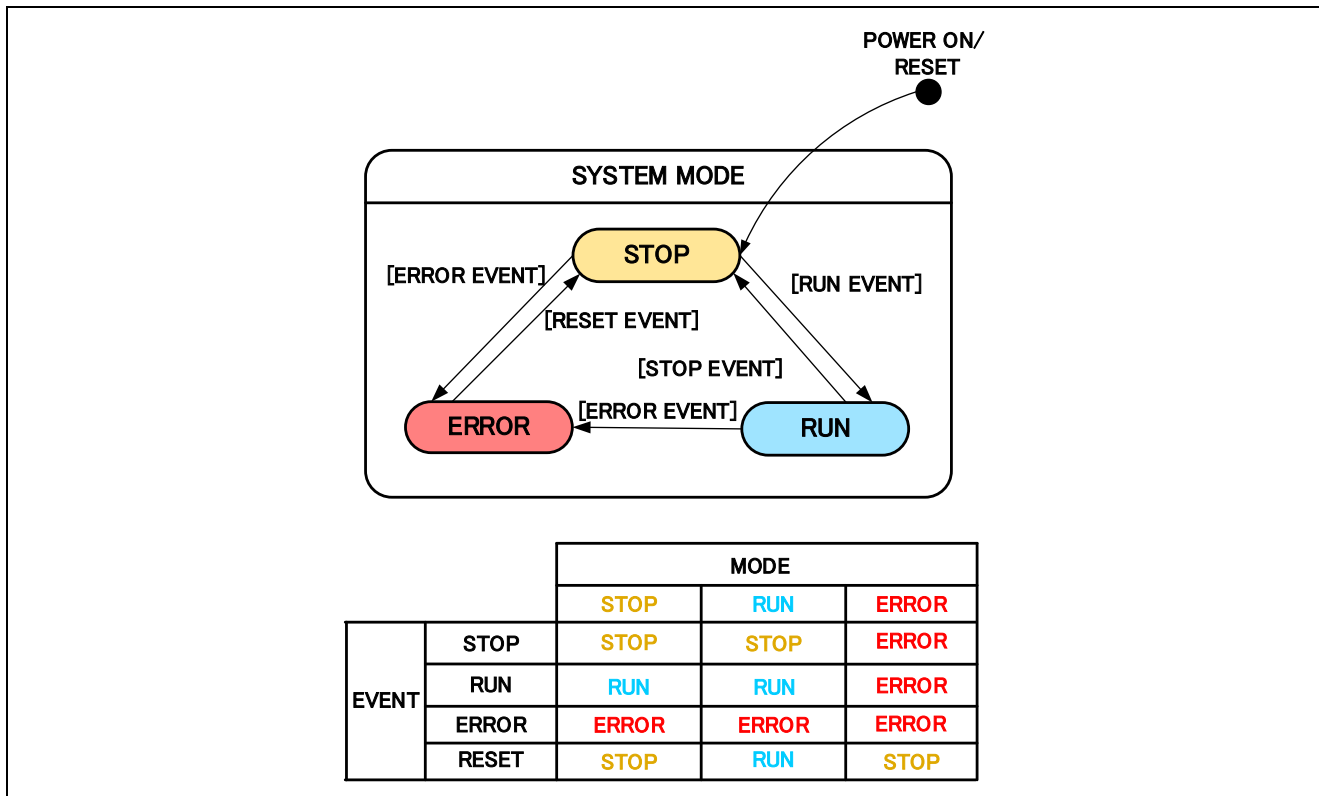 POWER ON/
RESET
SYSTEM MODE
STOP
[ERROR EVENT]
[RUN EVENT]
[RESET EVENT]
[STOP EVENT]
[ERROR EVENT]
ERROR
RUN
MODE
STOP RUN ERROR
EVENT
STOP STOP STOP ERROR
RUN RUN RUN ERROR
ERROR ERROR ERROR ERROR
RESET STOP RUN STOP